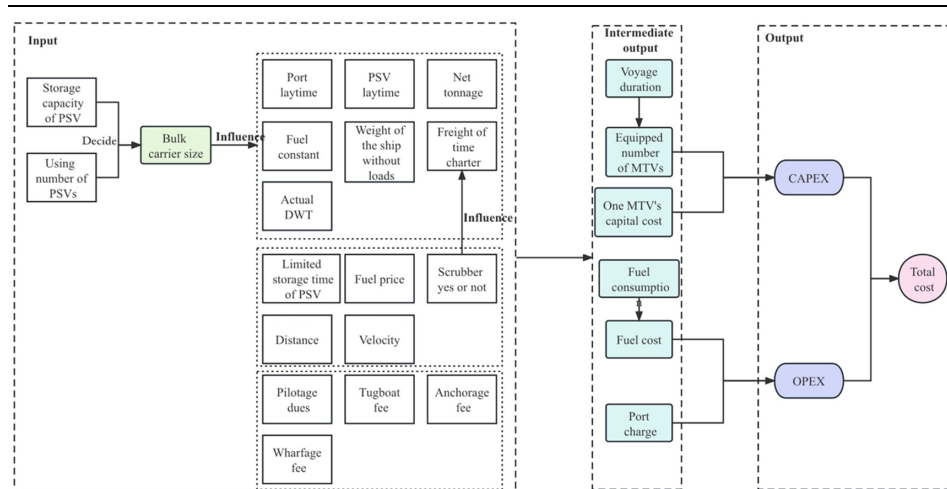 Input
Storage
capacity
of PSV
Using
number of
PSVs
Decide
Bulk
carrier size
Influence
Port
laytime
PSV
laytime
Net
tonnage
Fuel
constant
Weight of
the ship
without
loads
Freight of
time
charter
Actual
DWT
Influence
Limited
storage time
of PSV
Fuel price
Scrubber
yes or not
Distance
Velocity
Pilotage
dues
Tugboat
fee
Anchorage
fee
Wharfage
fee
Intermediate
output
Voyage
duration
Equipped
number
of MTVs
One MTV's
capital cost
Fuel
consumptio
n
Fuel cost
Port
charge
Output
CAPEX
OPEX
Total
cost